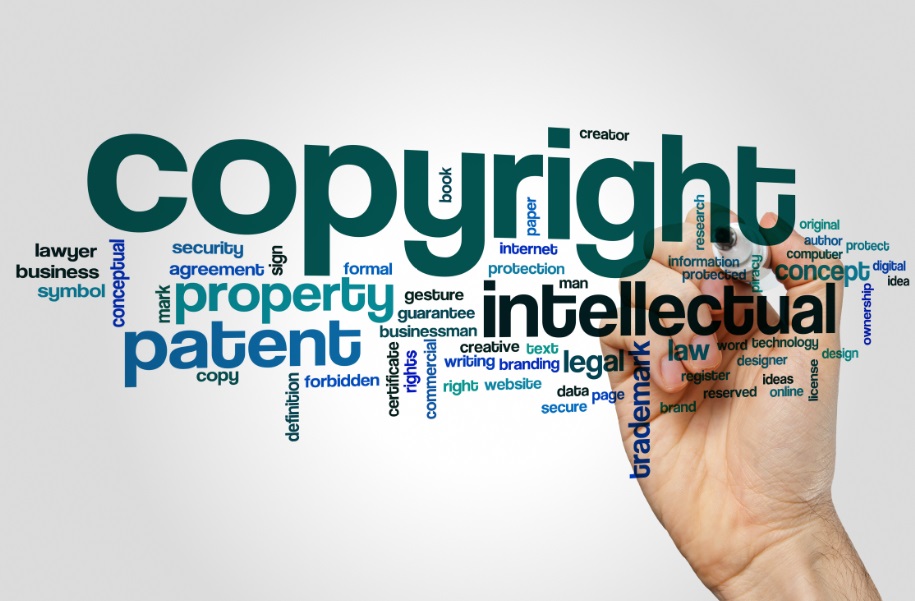 creator
copyright
book
paper
research
original
author
protect
lawyer
conceptual
security
sign
internet
information
computer
business
agreement
formal
protection
protected
piracy
concept
digital
symbol
mark
property
gesture
man
intellectual
idea
ownership
guarantee
patent
businessman
creative
text
legal
law
word
technology
design
copy
certificate
rights
commercial
writing
branding
trademark
designer
definition
forbidden
right
website
data
page
register
ideas
license
reserved
online
secure
brand